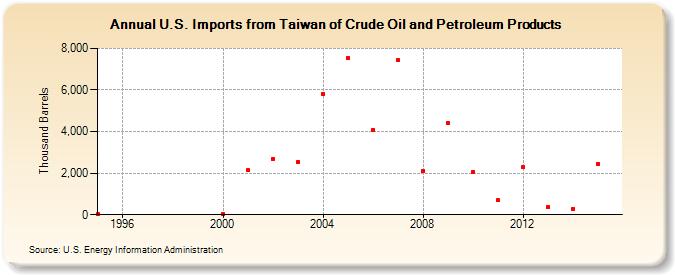 Annual U.S. Imports from Taiwan of Crude Oil and Petroleum Products
Thousand Barrels
8,000
6,000
4,000
2,000
0
1996 2000 2004 2008 2012
Source: U.S. Energy Information Administration